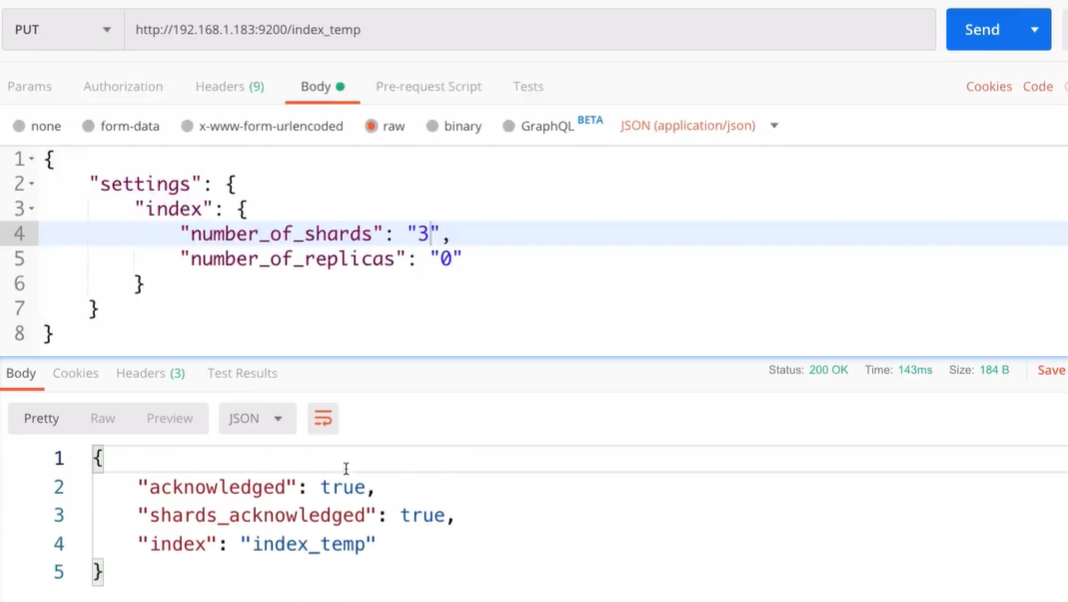 PUT http://192.168.1.183:9200/index_temp Send
Params Authorization Headers (9) Body Pre-request Script Tests Cookies Code
none form-data x-www-form-urlencoded raw binary GraphQL BETA JSON (application/json)
1 {
2 "settings": {
3 "index": {
4 "number_of_shards": "3",
5 "number_of_replicas": "0"
6 }
7 }
8 }
Body Cookies Headers (3) Test Results Status: 200 OK Time: 143ms Size: 184 B Save
Pretty Raw Preview JSON
1 {
2 "acknowledged": true,
3 "shards_acknowledged": true,
4 "index": "index_temp"
5 }